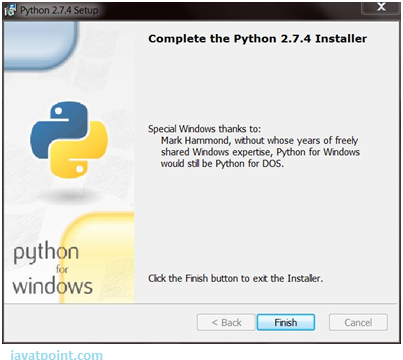 Python 2.7.4 Setup
Complete the Python 2.7.4 Installer
Special Windows thanks to:
Mark Hammond, without whose years of freely
shared Windows expertise, Python for Windows
would still be Python for DOS.
python
for
windows
Click the Finish button to exit the Installer.
< Back
Finish
Cancel
javatpoint.com